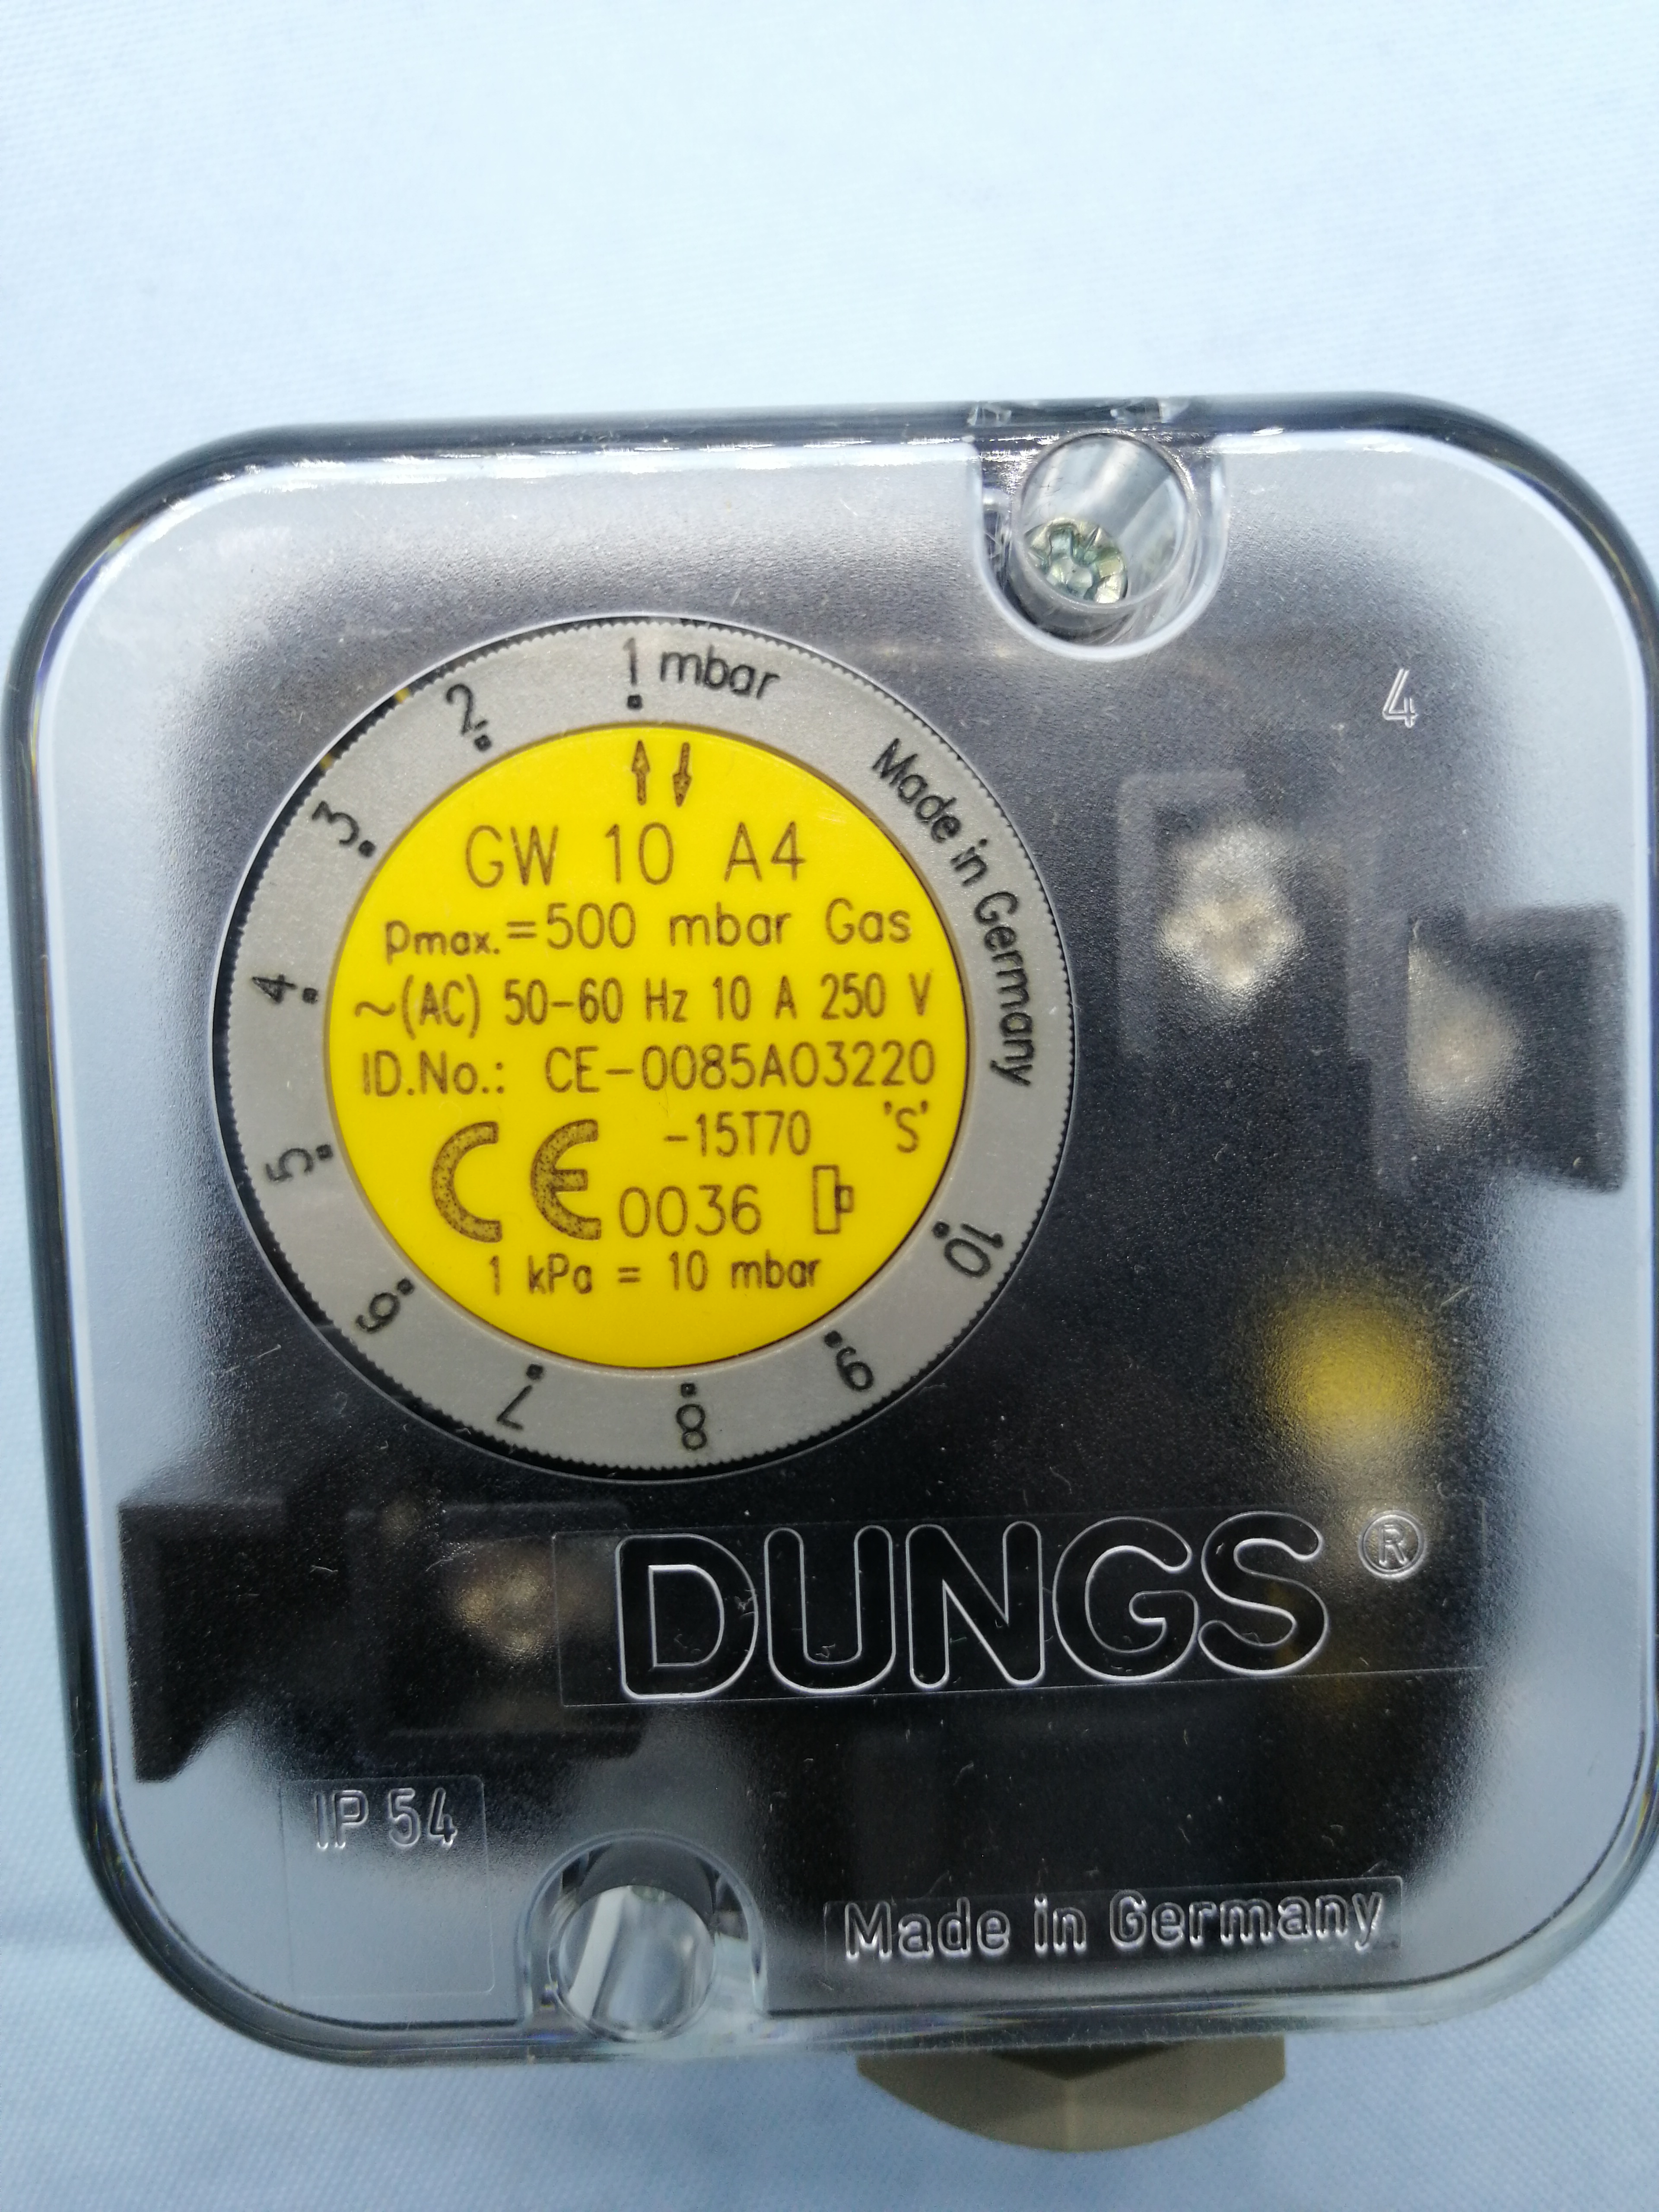 1 mbar
2
3
4
5
6
7
8
9
10
Made in Germany
GW 10 A4
pmax.=500 mbar Gas
~(AC) 50-60 Hz 10 A 250 V
ID.No.: CE-0085AO3220
-15T70 'S'
CE 0036
1 kPa = 10 mbar
4
DUNGS®
IP 54
Made in Germany